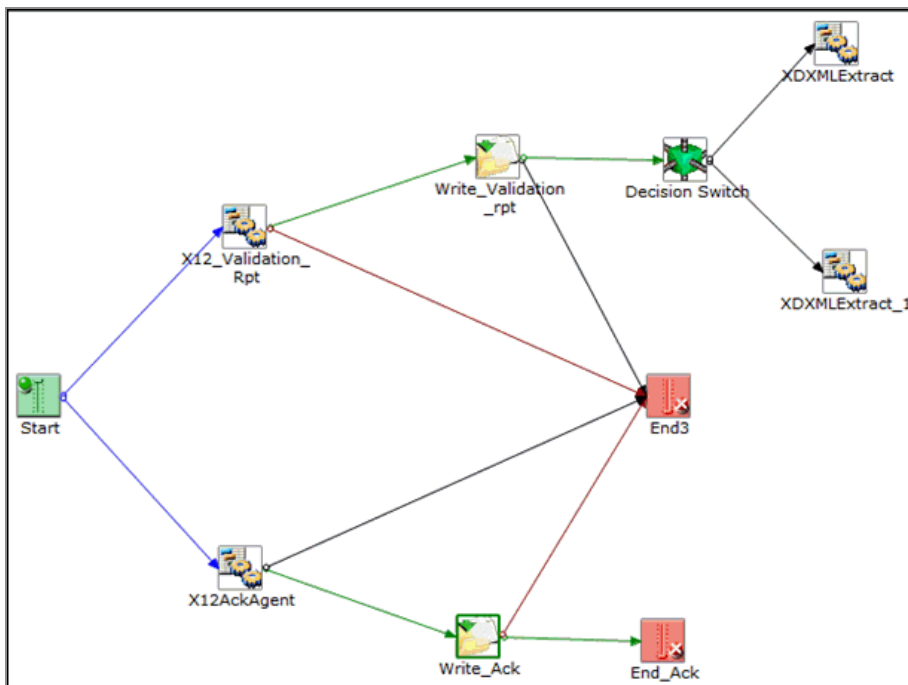 XDXMLExtract
Write_Validation
_rpt
Decision Switch
X12_Validation_
Rpt
XDXMLExtract_1
Start
End3
X12AckAgent
Write_Ack
End_Ack